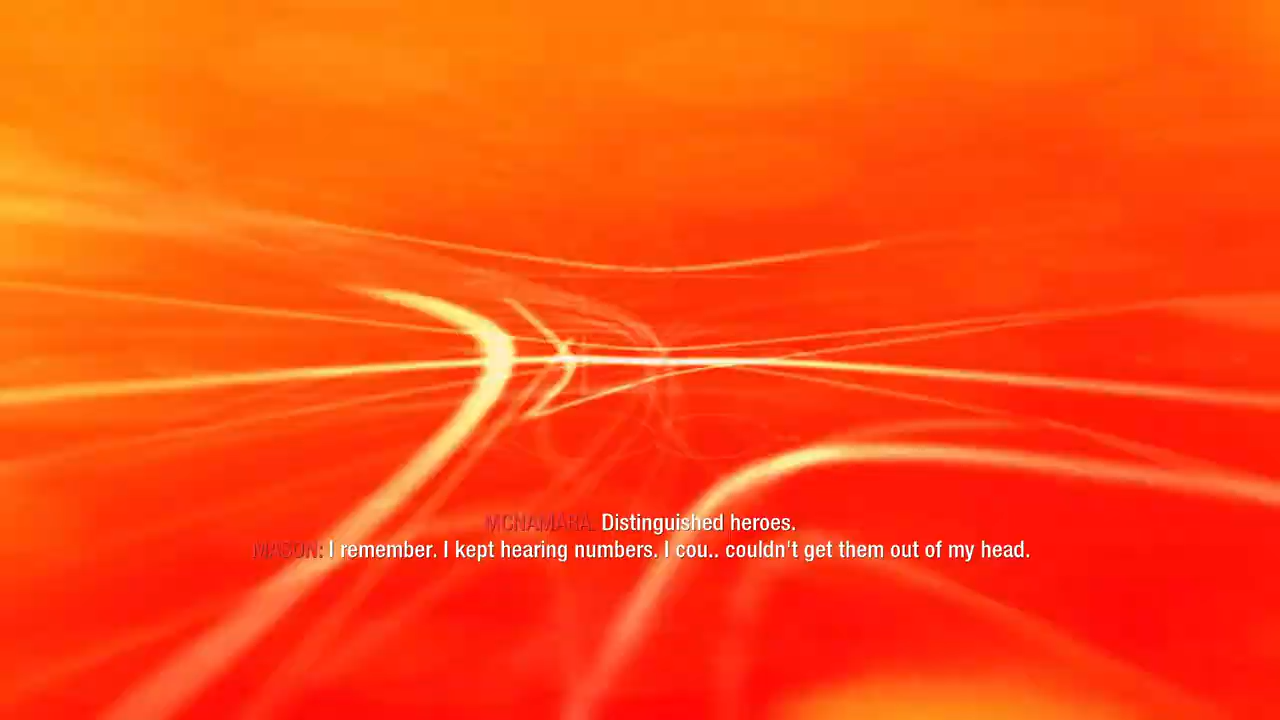 MCNAMARA: Distinguished heroes.
MASON: I remember. I kept hearing numbers. I cou.. couldn't get them out of my head.